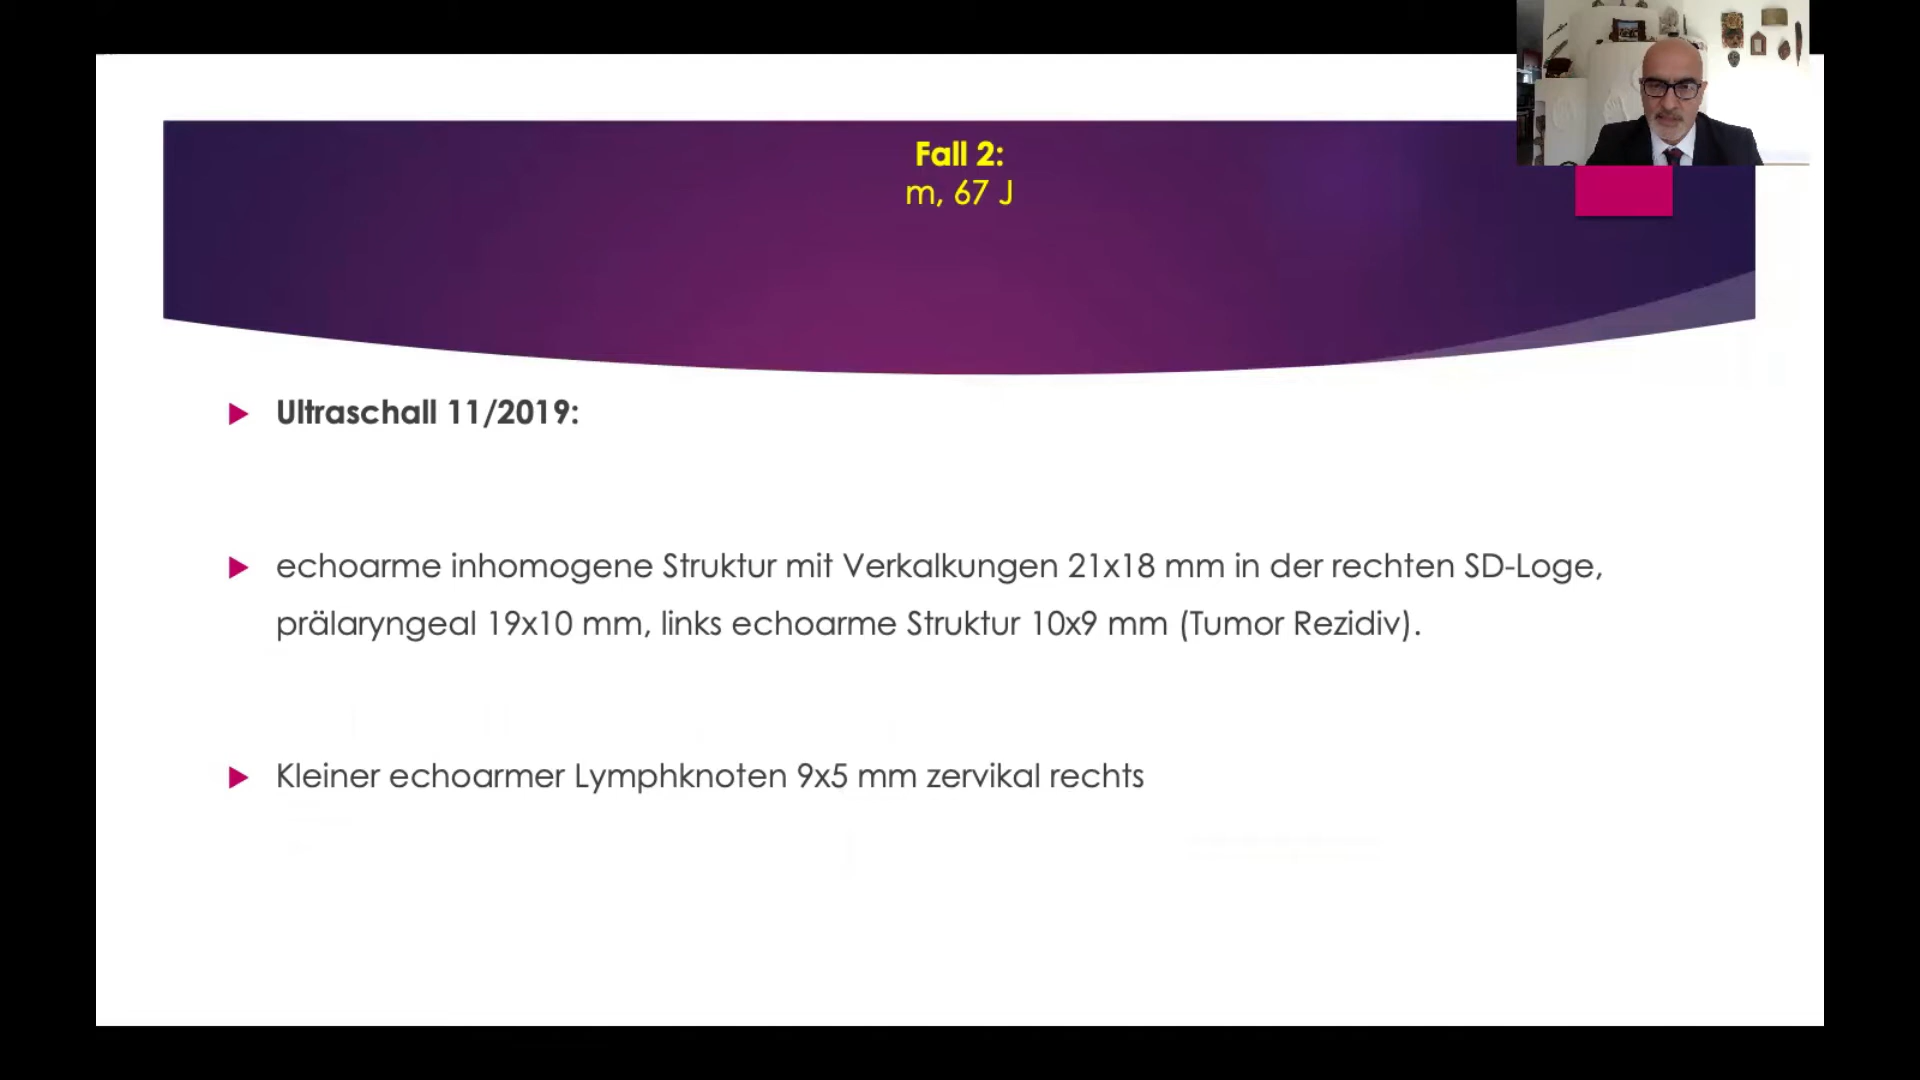 Fall 2:
m, 67 J
Ultraschall 11/2019:
echoarme inhomogene Struktur mit Verkalkungen 21x18 mm in der rechten SD-Loge,
prälaryngeal 19x10 mm, links echoarme Struktur 10x9 mm (Tumor Rezidiv).
Kleiner echoarmer Lymphknoten 9x5 mm zervikal rechts